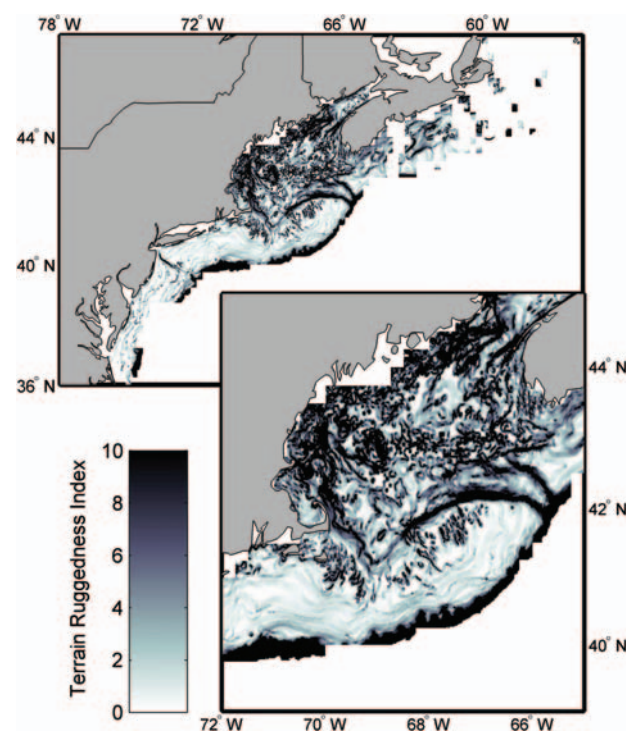 78° W 72° W 66° W 60° W
44° N
40° N
36° N
44° N
42° N
40° N
10
8
6
4
2
0
Terrain Ruggedness Index
72° W 70° W 68° W 66° W